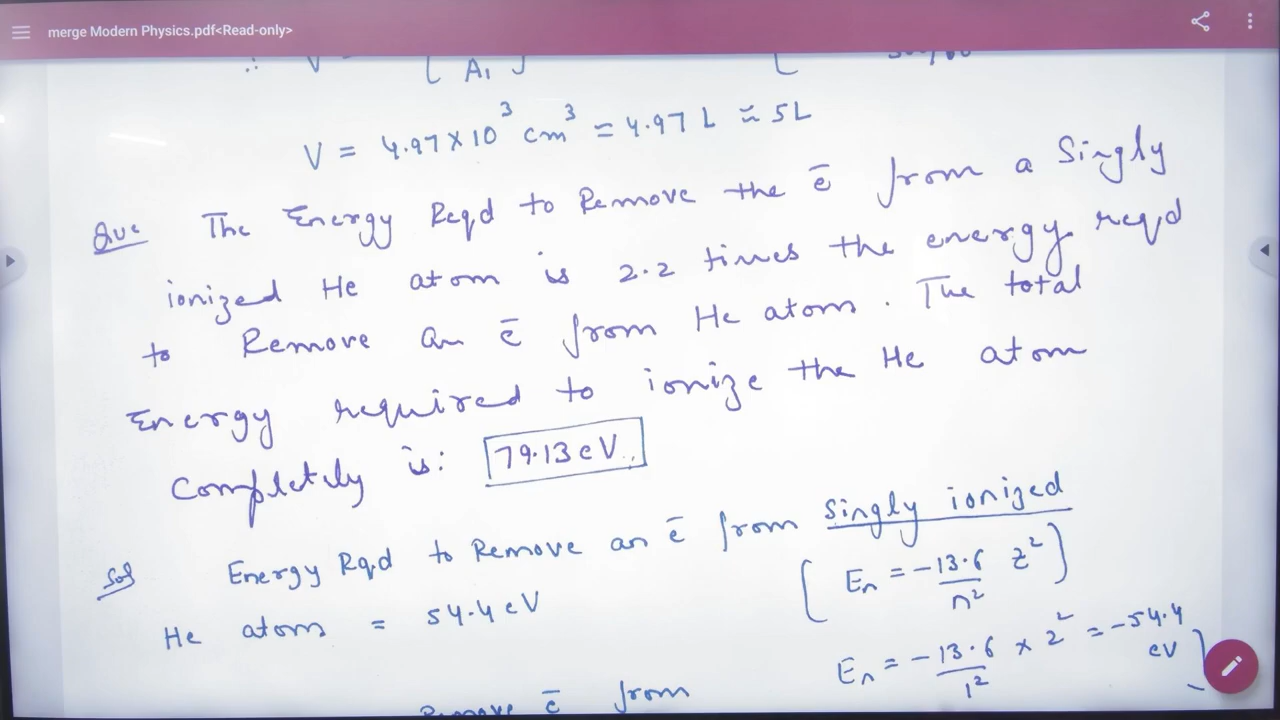 merge Modern Physics.pdf<Read-only>
∴ V [ A₁ ] [
V = 4.97 × 10³ cm³ = 4.97 L ≈ 5L
Que The Energy Reqd to Remove the ē from a Singly
ionized He atom is 2.2 times the energy reqd
to Remove an ē from He atom. The total
Energy required to ionize the He atom
Completely is: 79.13 eV.
Sol Energy Rqd to Remove an ē from Singly ionized
He atoms = 54.4 eV
[ Eₙ = -13.6/n² z² ]
Eₙ = -13.6/1² × 2² = -54.4 eV ]
Remove ē from